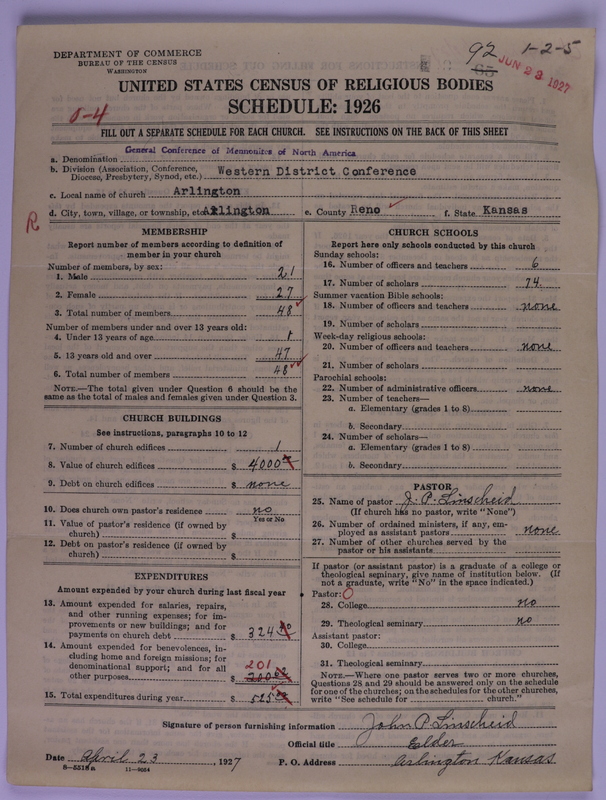 DEPARTMENT OF COMMERCE
BUREAU OF THE CENSUS
WASHINGTON
92 1-2-5
65
JUN 23 1927
UNITED STATES CENSUS OF RELIGIOUS BODIES
SCHEDULE: 1926
FILL OUT A SEPARATE SCHEDULE FOR EACH CHURCH. SEE INSTRUCTIONS ON THE BACK OF THIS SHEET
a. Denomination General Conference of Mennonites of North America
b. Division (Association, Conference, Diocese, Presbytery, Synod, etc.) Western District Conference
c. Local name of church Arlington
d. City, town, village, or township, etc. Arlington e. County Reno f. State Kansas
R
MEMBERSHIP
Report number of members according to definition of
member in your church
Number of members, by sex:
1. Male 21
2. Female 27
3. Total number of members 48
Number of members under and over 13 years old:
4. Under 13 years of age 1
5. 13 years old and over 47
6. Total number of members 48
NOTE.—The total given under Question 6 should be the
same as the total of males and females given under Question 3.
CHURCH BUILDINGS
See instructions, paragraphs 10 to 12
7. Number of church edifices 1
8. Value of church edifices $ 4000
9. Debt on church edifices $ none
10. Does church own pastor's residence no
Yes or No
11. Value of pastor's residence (if owned by
church) $
12. Debt on pastor's residence (if owned by
church) $
EXPENDITURES
Amount expended by your church during last fiscal year
13. Amount expended for salaries, repairs,
and other running expenses; for im-
provements or new buildings; and for
payments on church debt $ 324
14. Amount expended for benevolences, in-
cluding home and foreign missions; for
denominational support; and for all
other purposes $ 201
15. Total expenditures during year $ 525
CHURCH SCHOOLS
Report here only schools conducted by this church
Sunday schools:
16. Number of officers and teachers 6
17. Number of scholars 74
Summer vacation Bible schools:
18. Number of officers and teachers none
19. Number of scholars
Week-day religious schools:
20. Number of officers and teachers none
21. Number of scholars
Parochial schools:
22. Number of administrative officers none
23. Number of teachers—
a. Elementary (grades 1 to 8)
b. Secondary
24. Number of scholars—
a. Elementary (grades 1 to 8)
b. Secondary
PASTOR
25. Name of pastor J. P. Linscheid
(If church has no pastor, write "None")
26. Number of ordained ministers, if any, em-
ployed as assistant pastors none
27. Number of other churches served by the
pastor or his assistants
If pastor (or assistant pastor) is a graduate of a college or
theological seminary, give name of institution below. (If
not a graduate, write "No" in the space indicated.)
Pastor:
28. College no
29. Theological seminary no
Assistant pastor:
30. College
31. Theological seminary
NOTE.—Where one pastor serves two or more churches,
Questions 28 and 29 should be answered only on the schedule
for one of the churches; on the schedules for the other churches,
write "See schedule for church."
Signature of person furnishing information John P. Linscheid
Official title Elder
Date April 23, 1927 P. O. Address Arlington Kansas